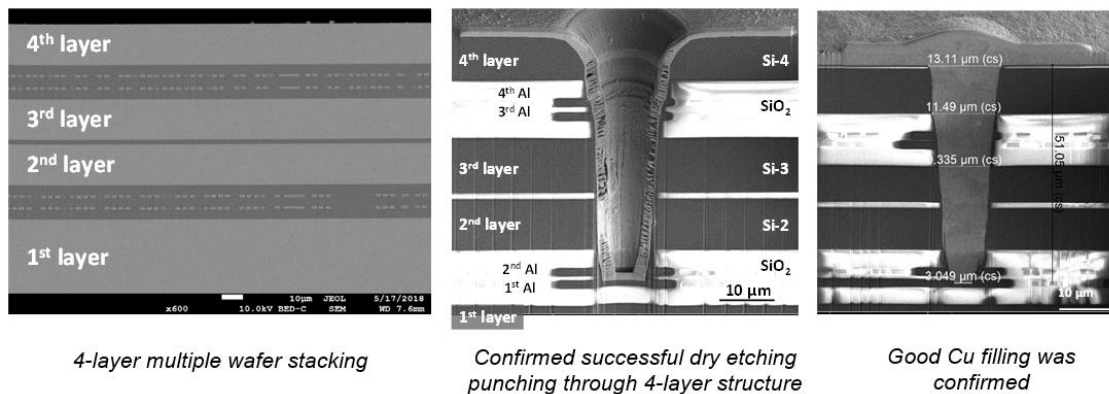 4th layer
3rd layer
2nd layer
1st layer
10µm JEOL 5/17/2018
x600 10.0kV BED-C SEM WD 7.6mm
4-layer multiple wafer stacking
4th layer Si-4
4th Al
3rd Al SiO2
3rd layer Si-3
2nd layer Si-2
2nd Al SiO2
1st Al
10 µm
1st layer
Confirmed successful dry etching
punching through 4-layer structure
13.11 µm (cs)
11.49 µm (cs)
.335 µm (cs)
51.05 µm (cs)
3.049 µm (cs)
10 µm
Good Cu filling was
confirmed